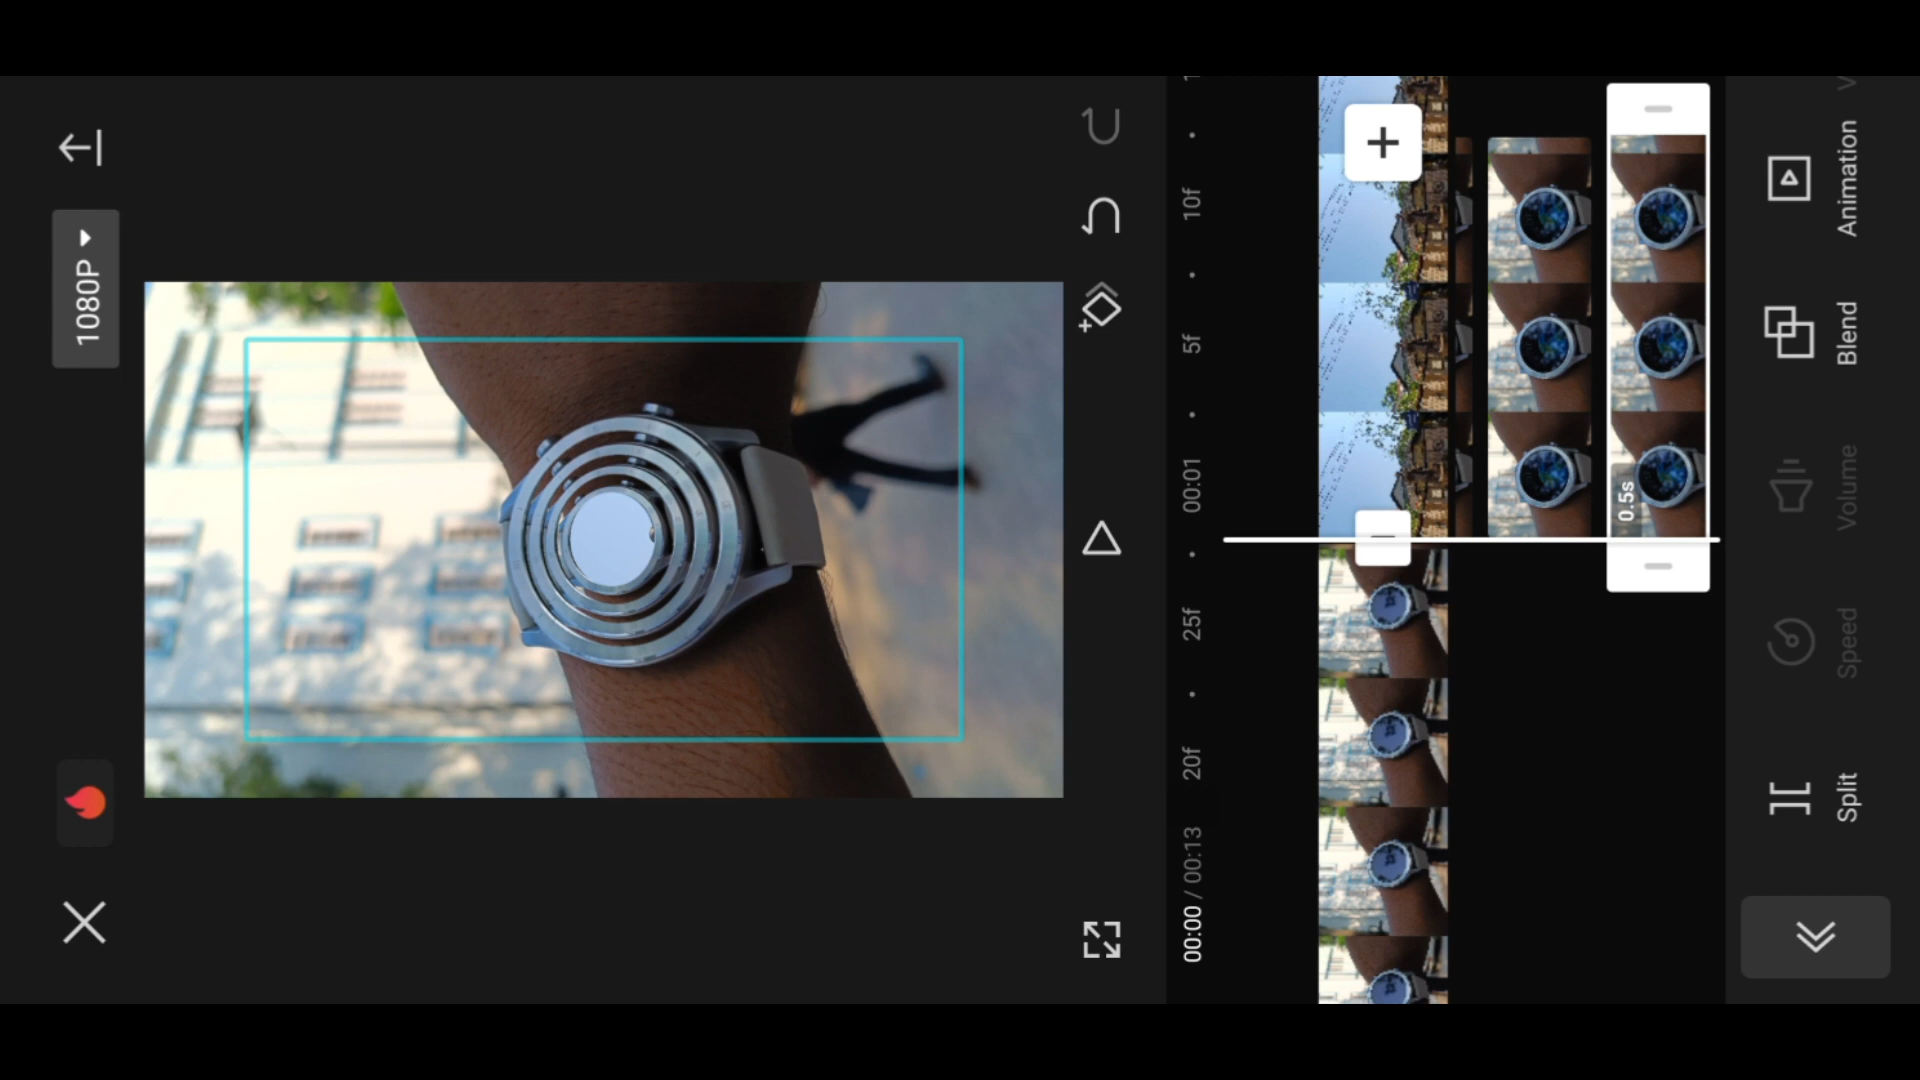 1080P
00:00 / 00:13
20f
25f
00:01
5f
10f
0.5s
Split
Speed
Volume
Blend
Animation